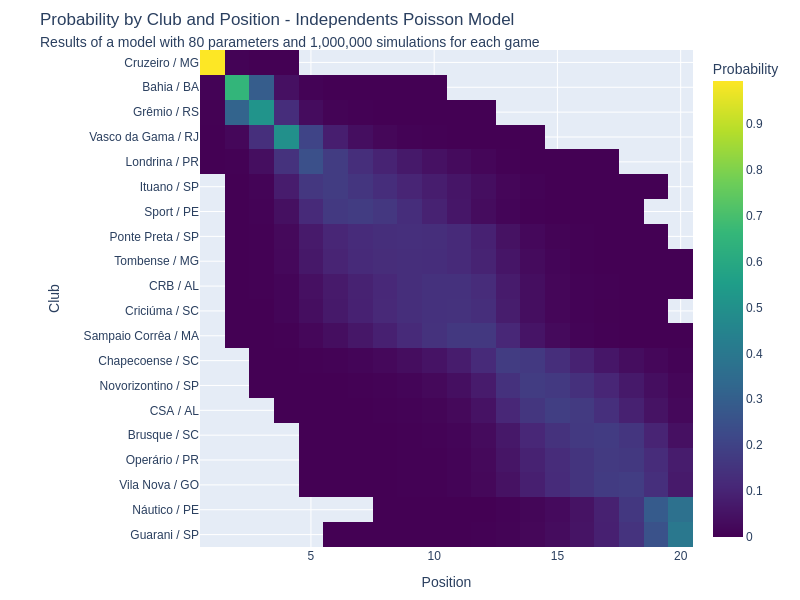 Probability by Club and Position - Independents Poisson Model
Results of a model with 80 parameters and 1,000,000 simulations for each game
Probability
Cruzeiro / MG
Bahia / BA
Grêmio / RS
Vasco da Gama / RJ
Londrina / PR
Ituano / SP
Sport / PE
Ponte Preta / SP
Tombense / MG
CRB / AL
Criciúma / SC
Sampaio Corrêa / MA
Chapecoense / SC
Novorizontino / SP
CSA / AL
Brusque / SC
Operário / PR
Vila Nova / GO
Náutico / PE
Guarani / SP
Club
0.9
0.8
0.7
0.6
0.5
0.4
0.3
0.2
0.1
0
5 10 15 20
Position